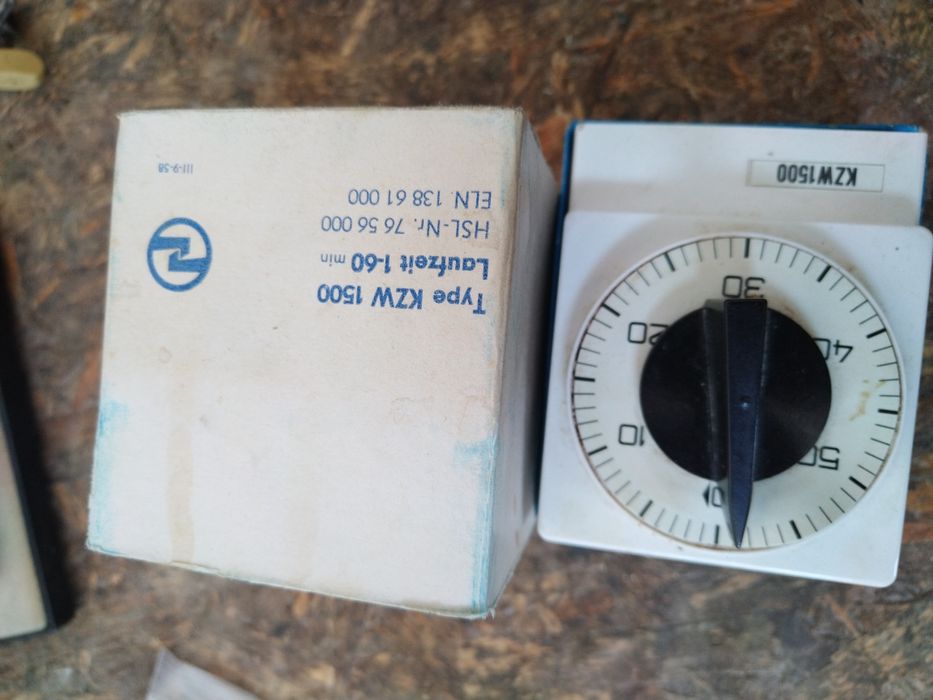 Type KZW 1500
Laufzeit 1-60 min
HSL-Nr. 76 56 000
ELN. 138 61 000
III-9-58
0
10
20
30
40
50
KZW1500